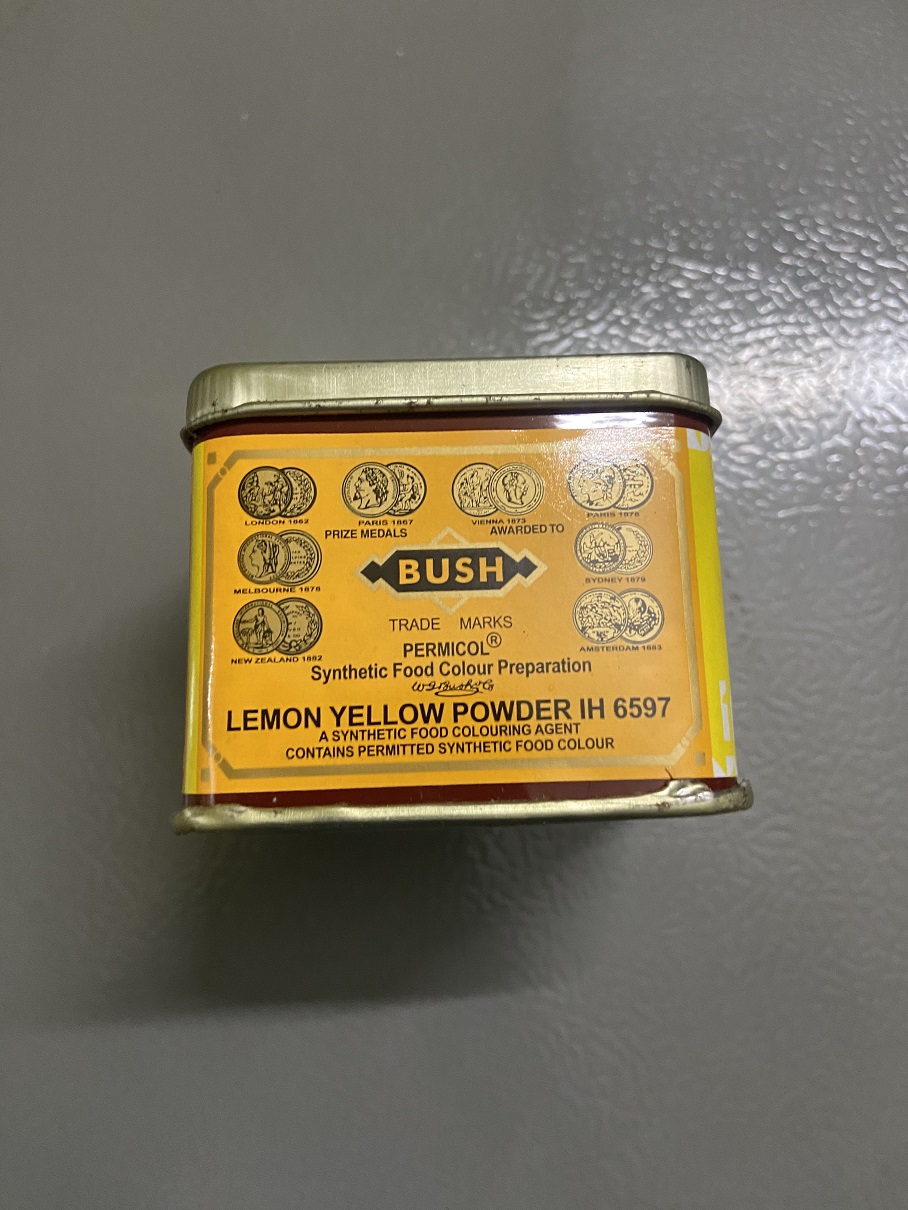 LONDON 1862
PARIS 1867
VIENNA 1873
PARIS 1878
PRIZE MEDALS
AWARDED TO
BUSH
MELBOURNE 1878
SYDNEY 1879
TRADE MARKS
NEW ZEALAND 1882
AMSTERDAM 1883
PERMICOL®
Synthetic Food Colour Preparation
W J Bush & Co
LEMON YELLOW POWDER IH 6597
A SYNTHETIC FOOD COLOURING AGENT
CONTAINS PERMITTED SYNTHETIC FOOD COLOUR